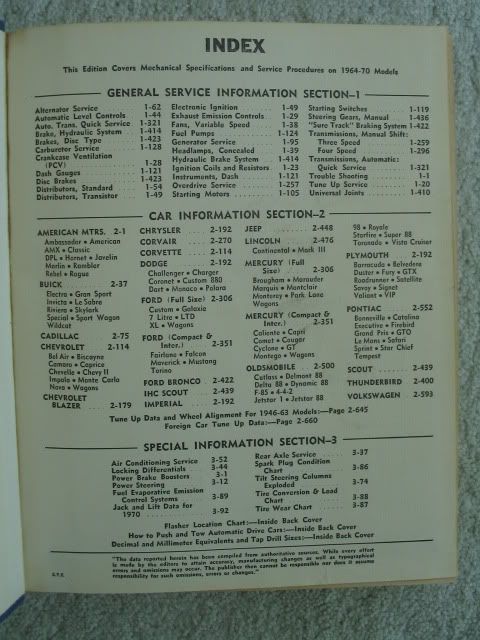 INDEX
This Edition Covers Mechanical Specifications and Service Procedures on 1964-70 Models
GENERAL SERVICE INFORMATION SECTION—1
Alternator Service 1-62
Automatic Level Controls 1-44
Auto. Trans. Quick Service 1-321
Brake, Hydraulic System 1-414
Brakes, Disc Type 1-423
Carburetor Service 1-128
Crankcase Ventilation
(PCV) 1-28
Dash Gauges 1-121
Disc Brakes 1-423
Distributors, Standard 1-54
Distributors, Transistor 1-49
Electronic Ignition 1-49
Exhaust Emission Controls 1-29
Fans, Variable Speed 1-38
Fuel Pumps 1-124
Generator Service 1-95
Headlamps, Concealed 1-39
Hydraulic Brake System 1-414
Ignition Coils and Resistors 1-23
Instruments, Dash 1-121
Overdrive Service 1-257
Starting Motors 1-105
Starting Switches 1-119
Steering Gears, Manual 1-436
"Sure Track" Braking System 1-422
Transmissions, Manual Shift:
Three Speed 1-259
Four Speed 1-296
Transmissions, Automatic:
Quick Service 1-321
Trouble Shooting 1-1
Tune Up Service 1-20
Universal Joints 1-410
CAR INFORMATION SECTION—2
AMERICAN MTRS. 2-1
Ambassador • American
AMX • Classic
DPL • Hornet • Javelin
Marlin • Rambler
Rebel • Rogue
BUICK 2-37
Electra • Gran Sport
Invicta • Le Sabre
Riviera • Skylark
Special • Sport Wagon
Wildcat
CADILLAC 2-75
CHEVROLET 2-114
Bel Air • Biscayne
Camaro • Caprice
Chevelle • Chevy II
Impala • Monte Carlo
Nova • Wagons
CHEVROLET
BLAZER 2-179
CHRYSLER 2-192
CORVAIR 2-270
CORVETTE 2-114
DODGE 2-192
Challenger • Charger
Coronet • Custom 880
Dart • Monaco • Polara
FORD (Full Size) 2-306
Custom • Galaxie
7 Litre • LTD
XL • Wagons
FORD (Compact &
Inter.) 2-351
Fairlane • Falcon
Maverick • Mustang
Torino
FORD BRONCO 2-422
IHC SCOUT 2-439
IMPERIAL 2-192
JEEP 2-448
LINCOLN 2-476
Continental • Mark III
MERCURY (Full
Size) 2-306
Brougham • Marauder
Marquis • Montclair
Monterey • Park Lane
Wagons
MERCURY (Compact &
Inter.) 2-351
Caliente • Capri
Comet • Cougar
Cyclone • GT
Montego • Wagons
OLDSMOBILE 2-500
Cutlass • Delmont 88
Delta 88 • Dynamic 88
F-85 • 4-4-2
Jetstar 1 • Jetstar 88
98 • Royale
Starfire • Super 88
Toronado • Vista Cruiser
PLYMOUTH 2-192
Barracuda • Belvedere
Duster • Fury • GTX
Roadrunner • Satellite
Savoy • Signet
Valiant • VIP
PONTIAC 2-552
Bonneville • Catalina
Executive • Firebird
Grand Prix • GTO
Le Mans • Safari
Sprint • Star Chief
Tempest
SCOUT 2-439
THUNDERBIRD 2-400
VOLKSWAGEN 2-593
Tune Up Data and Wheel Alignment For 1946-63 Models:—Page 2-645
Foreign Car Tune Up Data:—Page 2-660
SPECIAL INFORMATION SECTION—3
Air Conditioning Service 3-52
Locking Differentials 3-44
Power Brake Boosters 3-1
Power Steering 3-12
Fuel Evaporative Emission
Control Systems 3-89
Jack and Lift Data for
1970 3-92
Rear Axle Service 3-37
Spark Plug Condition
Chart 3-86
Tilt Steering Columns
Exploded 3-74
Tire Conversion & Load
Chart 3-88
Tire Wear Chart 3-87
Flasher Location Chart:—Inside Back Cover
How to Push and Tow Automatic Drive Cars:—Inside Back Cover
Decimal and Millimeter Equivalents and Tap Drill Sizes:—Inside Back Cover
"The data reported herein has been compiled from authoritative sources. While every effort
is made by the editors to attain accuracy, manufacturing changes as well as typographical
errors and omissions may occur. The publisher then cannot be responsible nor does it assume
responsibility for such omissions, errors or changes."